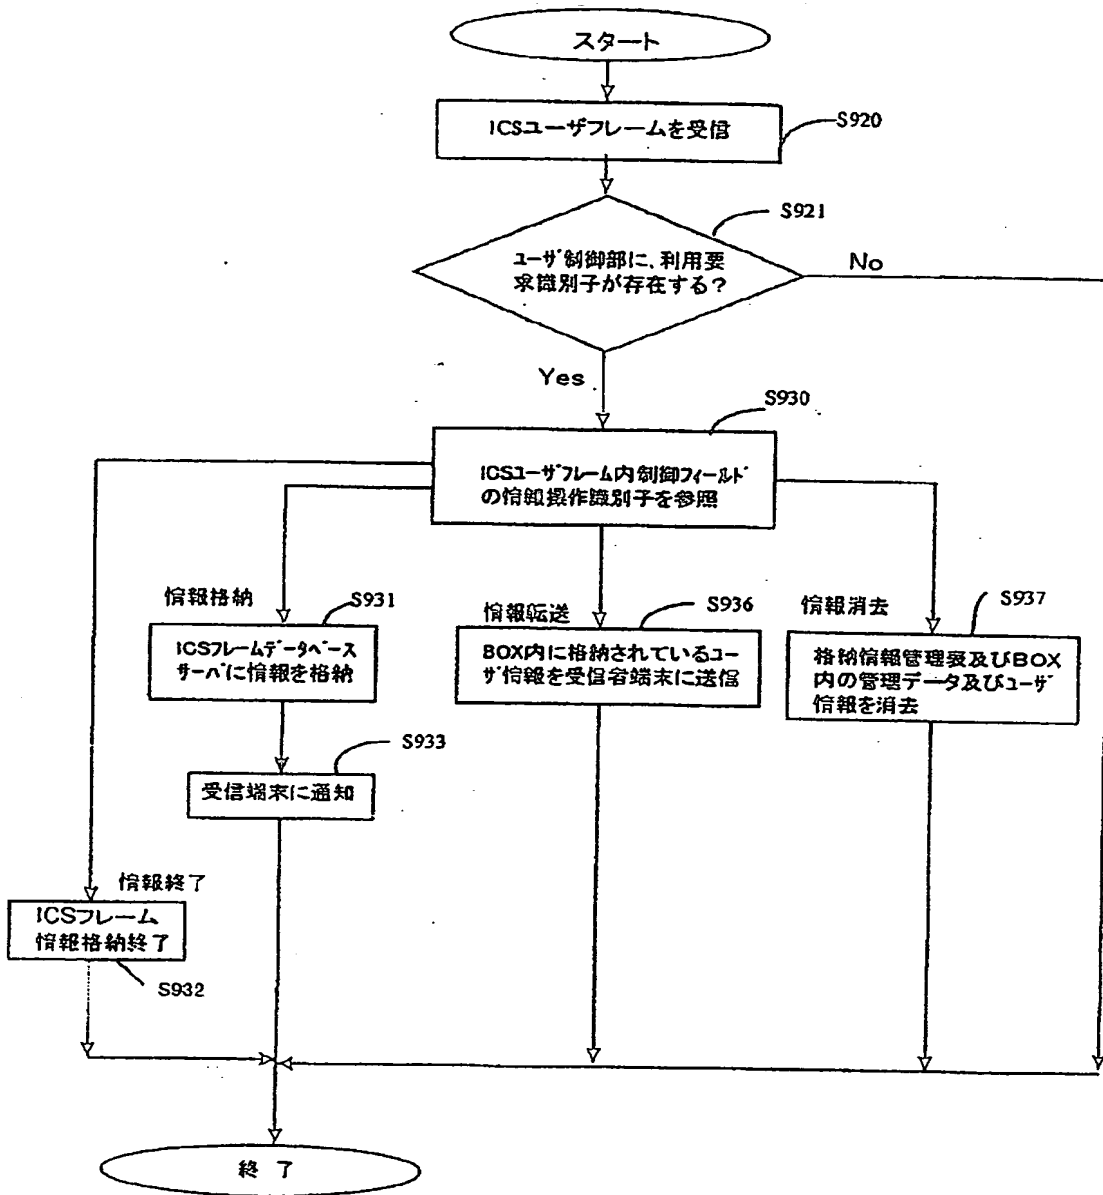 スタート
ICSユーザフレームを受信
S920
S921
ユーザ制御部に、利用要
求識別子が存在する?
No
Yes
S930
ICSユーザフレーム内制御フィールド
の情報操作識別子を参照
情報格納
S931
ICSフレームデータベース
サーバに情報を格納
情報転送
S936
BOX内に格納されているユー
ザ情報を受信者端末に送信
情報消去
S937
格納情報管理表及びBOX
内の管理データ及びユーザ
情報を消去
S933
受信端末に通知
情報終了
ICSフレーム
情報格納終了
S932
終了